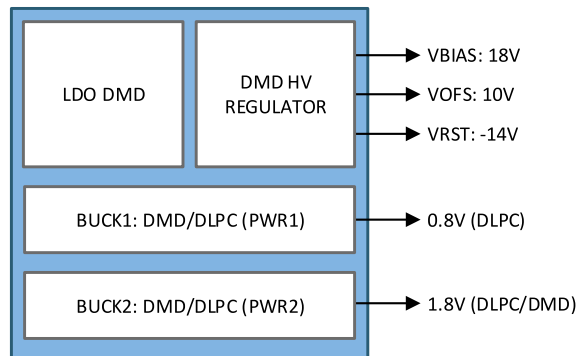 LDO DMD
DMD HV
REGULATOR
VBIAS: 18V
VOFS: 10V
VRST: -14V
BUCK1: DMD/DLPC (PWR1)
0.8V (DLPC)
BUCK2: DMD/DLPC (PWR2)
1.8V (DLPC/DMD)